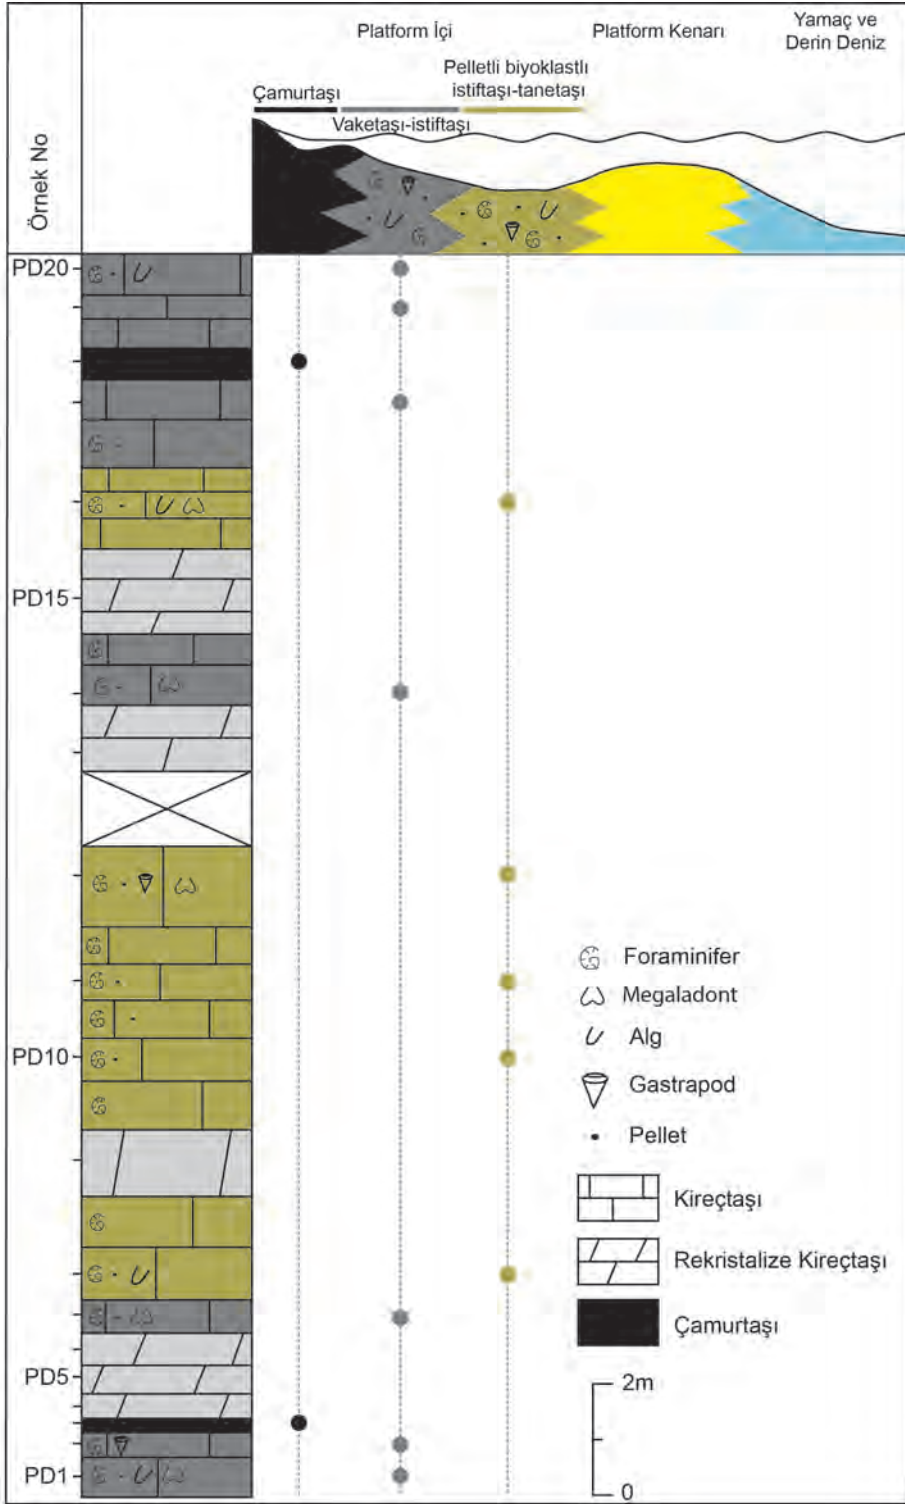 Örnek No
Platform İçi
Platform Kenarı
Yamaç ve
Derin Deniz
Çamurtaşı
Vaketaşı-istiftaşı
Pelletli biyoklastlı
istiftaşı-tanetaşı
PD20
PD15
PD10
PD5
PD1
Foraminifer
Megaladont
Alg
Gastrapod
Pellet
Kireçtaşı
Rekristalize Kireçtaşı
Çamurtaşı
2m
0